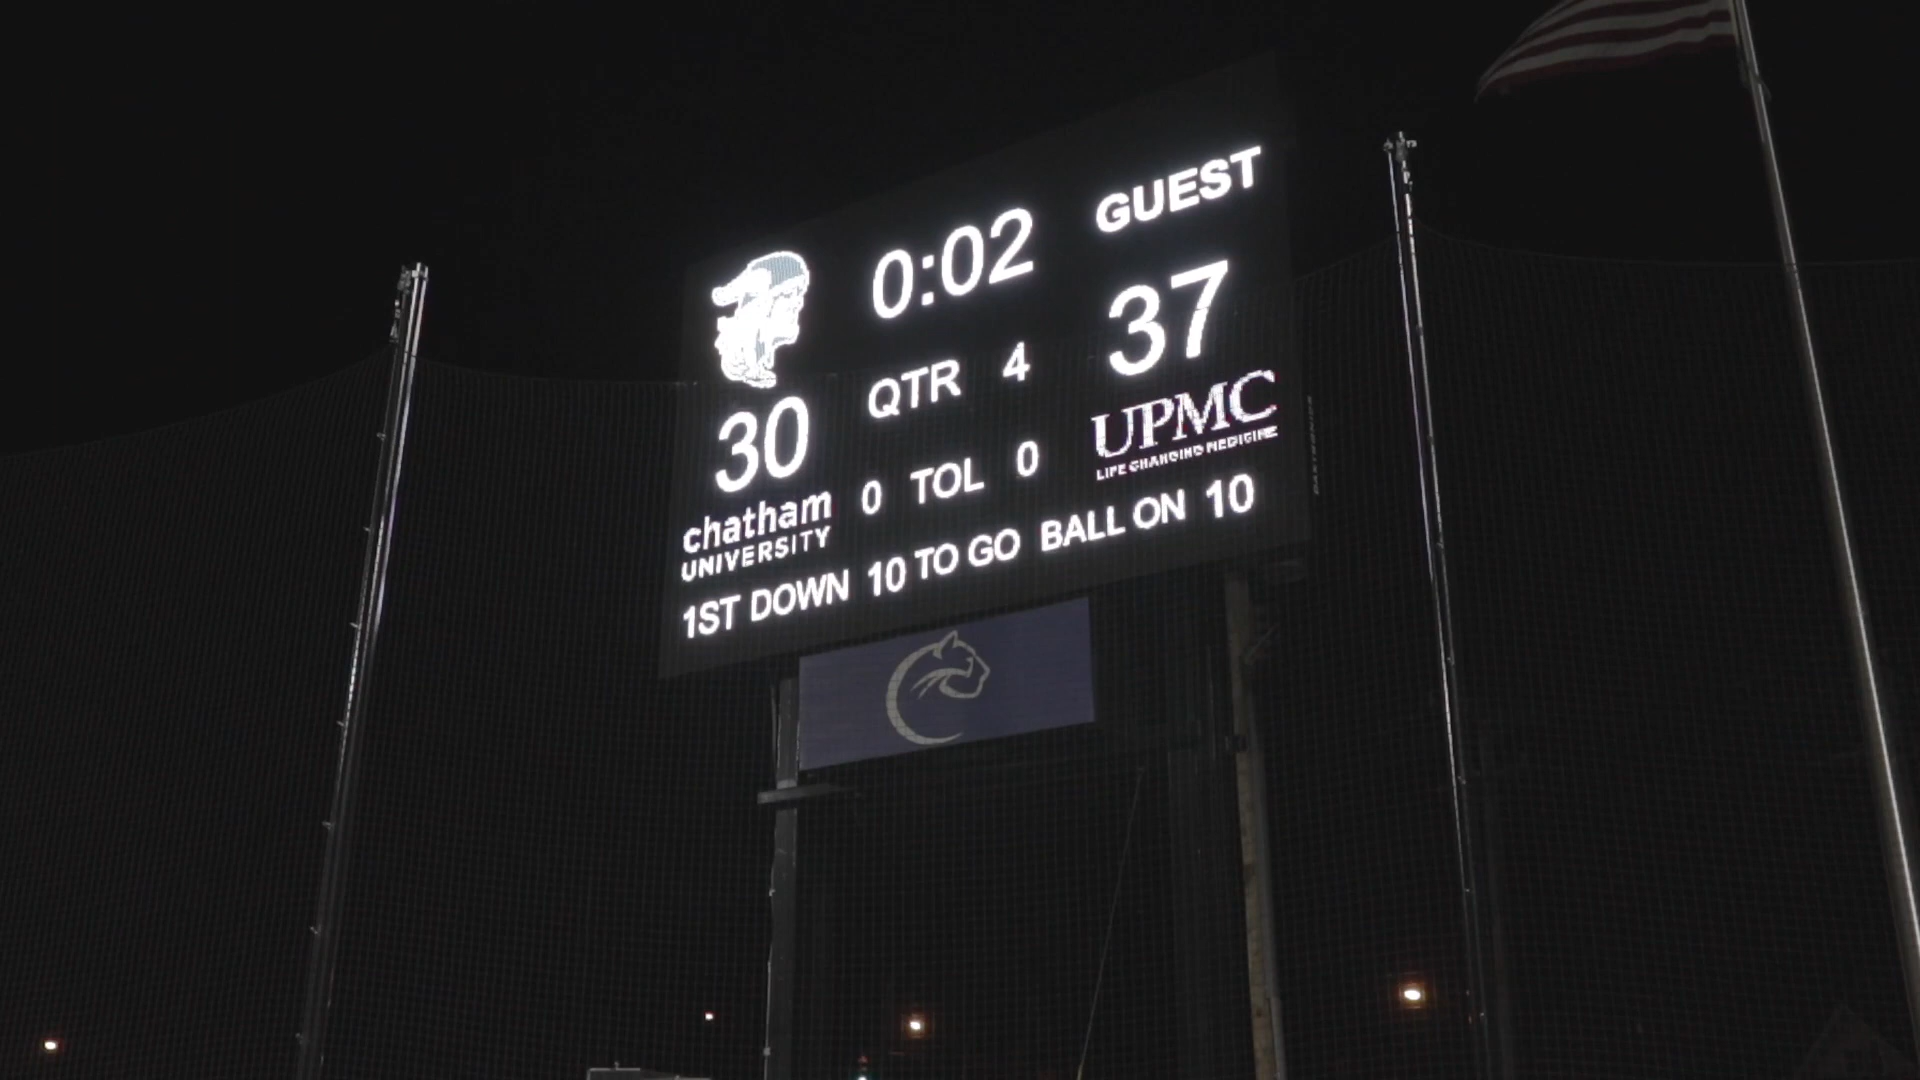 GUEST
0:02
37
QTR 4
30
UPMC
LIFE CHANGING MEDICINE
0 TOL 0
chatham
UNIVERSITY
1ST DOWN 10 TO GO BALL ON 10